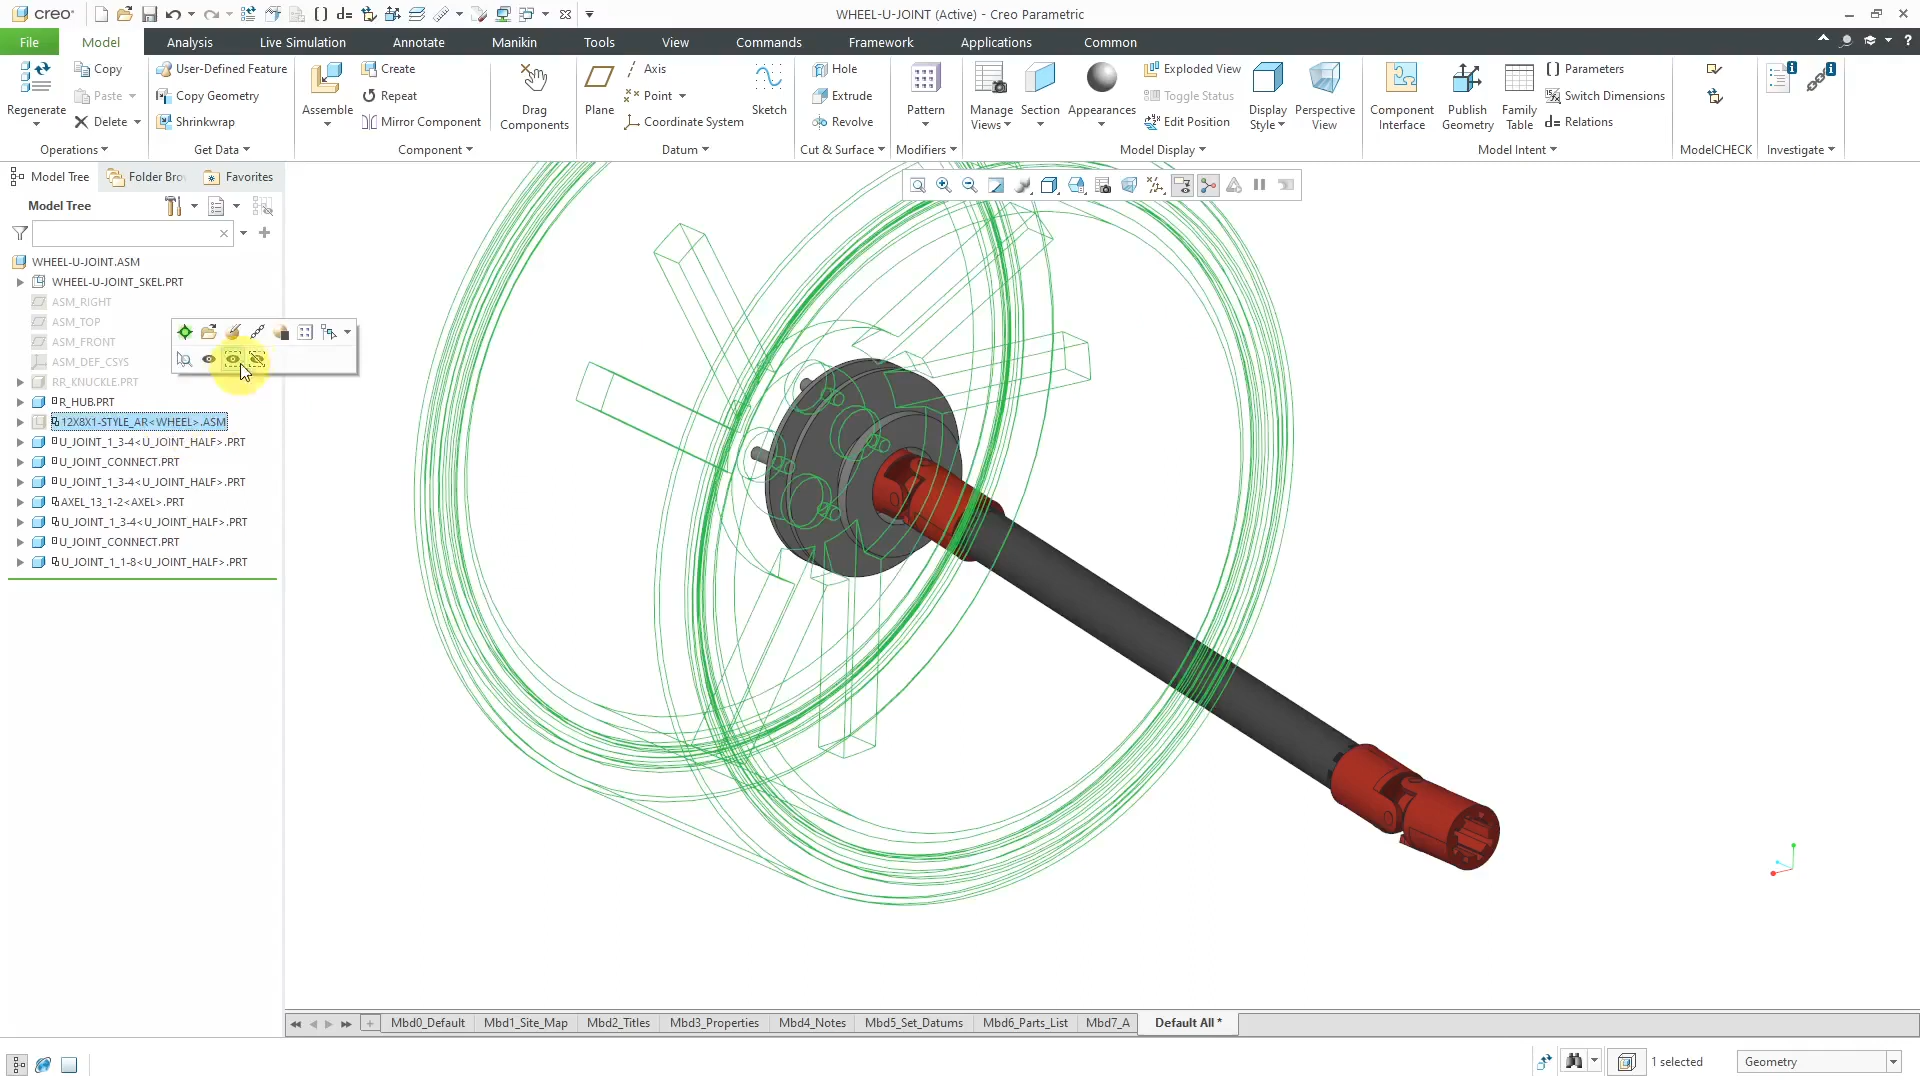 creo
WHEEL-U-JOINT (Active) - Creo Parametric
File
Model
Analysis
Live Simulation
Annotate
Manikin
Tools
View
Commands
Framework
Applications
Common
Regenerate
Copy
Paste
Delete
Operations
User-Defined Feature
Copy Geometry
Shrinkwrap
Get Data
Assemble
Create
Repeat
Mirror Component
Component
Drag
Components
Plane
Axis
Point
Coordinate System
Sketch
Datum
Hole
Extrude
Revolve
Cut & Surface
Pattern
Modifiers
Manage
Views
Section
Appearances
Exploded View
Toggle Status
Edit Position
Display
Style
Perspective
View
Model Display
Component
Interface
Publish
Geometry
Family
Table
Parameters
Switch Dimensions
Relations
Model Intent
ModelCHECK
Investigate
Model Tree
Folder Bro
Favorites
Model Tree
WHEEL-U-JOINT.ASM
WHEEL-U-JOINT_SKEL.PRT
ASM_RIGHT
ASM_TOP
ASM_FRONT
ASM_DEF_CSYS
RR_KNUCKLE.PRT
R_HUB.PRT
12X8X1-STYLE_AR<WHEEL>.ASM
U_JOINT_1_3-4<U_JOINT_HALF>.PRT
U_JOINT_CONNECT.PRT
U_JOINT_1_3-4<U_JOINT_HALF>.PRT
AXEL_13_1-2<AXEL>.PRT
U_JOINT_1_3-4<U_JOINT_HALF>.PRT
U_JOINT_CONNECT.PRT
U_JOINT_1_1-8<U_JOINT_HALF>.PRT
Mbd0_Default
Mbd1_Site_Map
Mbd2_Titles
Mbd3_Properties
Mbd4_Notes
Mbd5_Set_Datums
Mbd6_Parts_List
Mbd7_A
Default All *
1 selected
Geometry